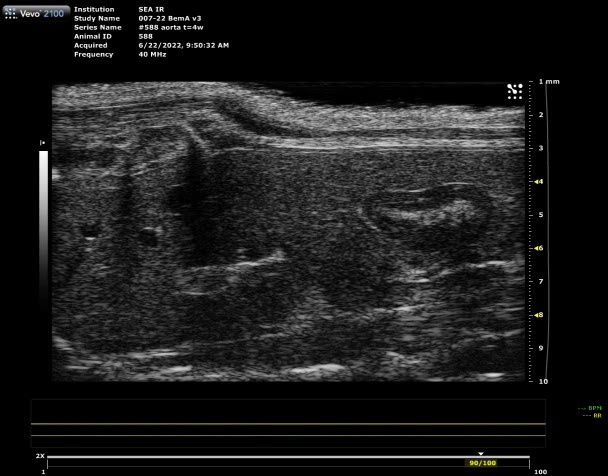 Vevo 2100
Institution SEA IR
Study Name 007-22 BemA v3
Series Name #588 aorta t=4w
Animal ID 588
Acquired 6/22/2022, 9:50:32 AM
Frequency 40 MHz
1 mm
2
3
4
5
6
7
8
9
10
--- BPM
--- RR
2X
90/100
1
100